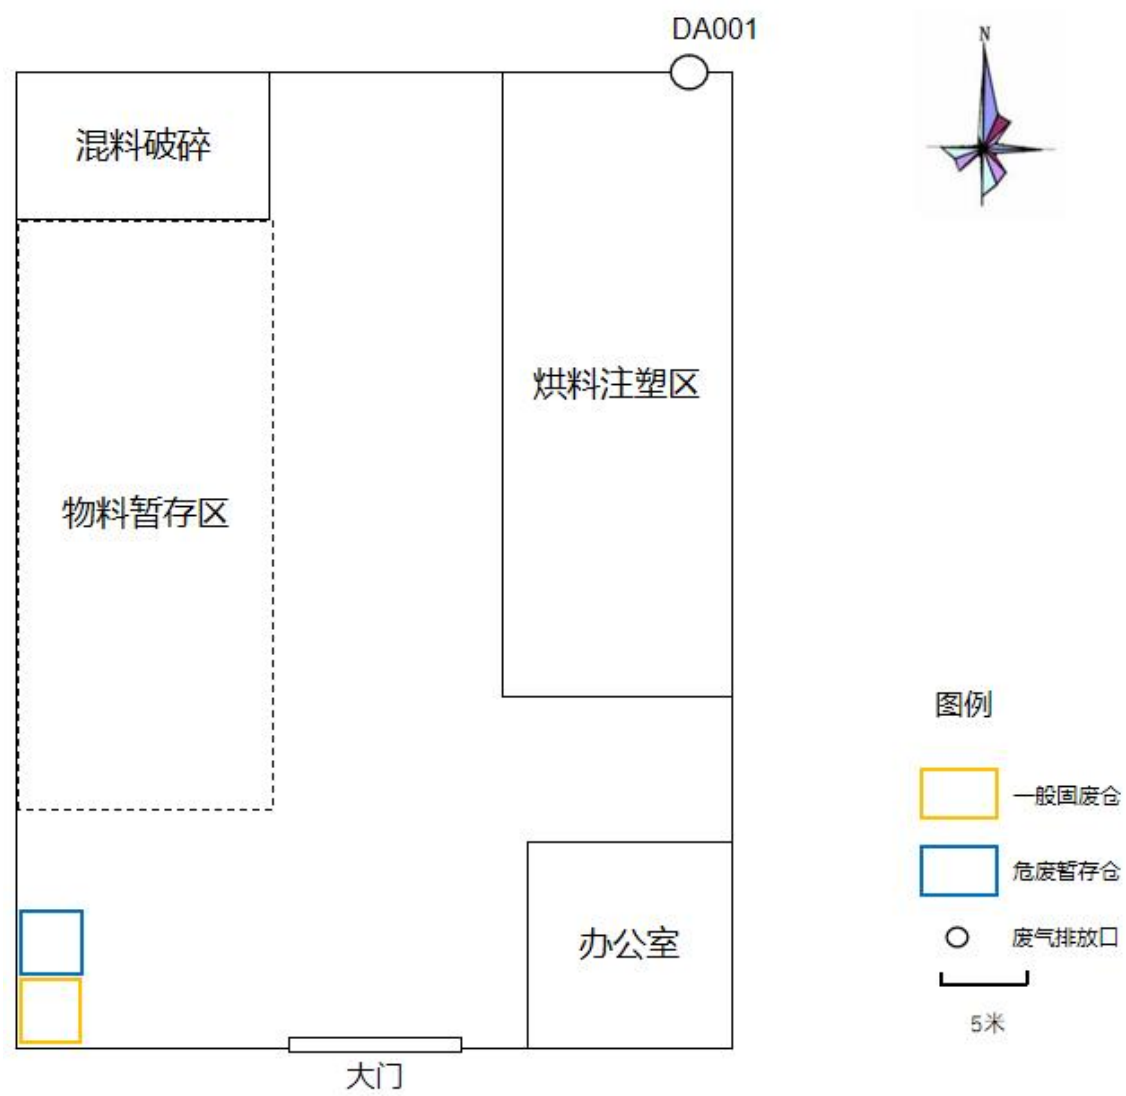 DA001
N
混料破碎
烘料注塑区
物料暂存区
图例
一般固废仓
危废暂存仓
办公室
废气排放口
5米
大门